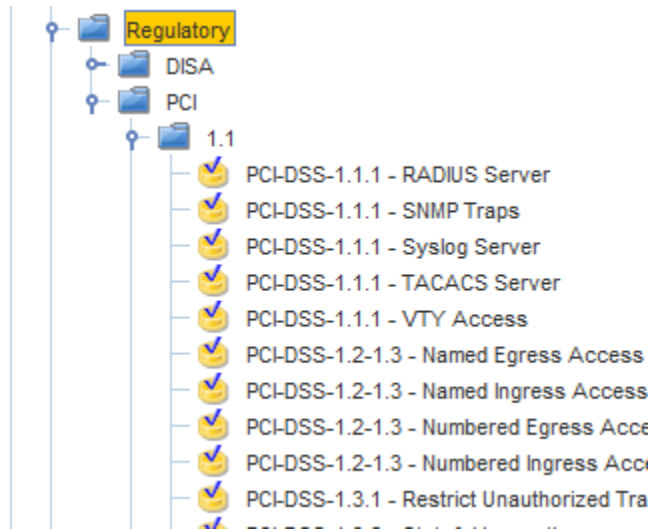 Regulatory
DISA
PCI
1.1
PCI-DSS-1.1.1 - RADIUS Server
PCI-DSS-1.1.1 - SNMP Traps
PCI-DSS-1.1.1 - Syslog Server
PCI-DSS-1.1.1 - TACACS Server
PCI-DSS-1.1.1 - VTY Access
PCI-DSS-1.2-1.3 - Named Egress Access
PCI-DSS-1.2-1.3 - Named Ingress Access
PCI-DSS-1.2-1.3 - Numbered Egress Acce
PCI-DSS-1.2-1.3 - Numbered Ingress Acce
PCI-DSS-1.3.1 - Restrict Unauthorized Tra